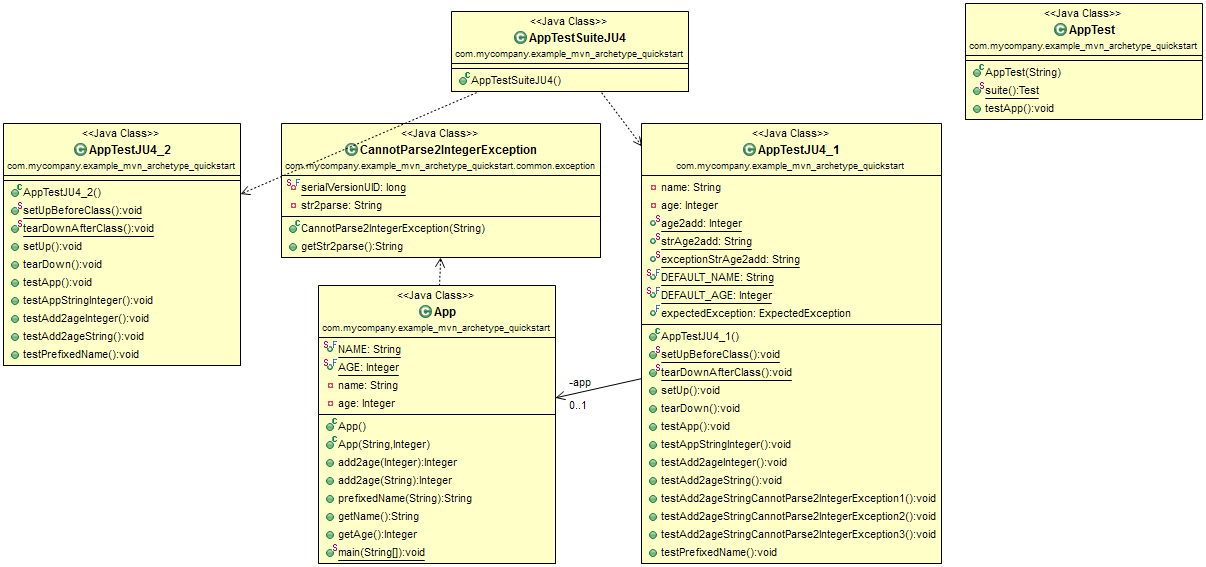 <<Java Class>>
AppTestSuiteJU4
com.mycompany.example_mvn_archetype_quickstart
AppTestSuiteJU4()
<<Java Class>>
AppTest
com.mycompany.example_mvn_archetype_quickstart
AppTest(String)
suite():Test
testApp():void
<<Java Class>>
AppTestJU4_2
com.mycompany.example_mvn_archetype_quickstart
AppTestJU4_2()
setUpBeforeClass():void
tearDownAfterClass():void
setUp():void
tearDown():void
testApp():void
testAppStringInteger():void
testAdd2ageInteger():void
testAdd2ageString():void
testPrefixedName():void
<<Java Class>>
CannotParse2IntegerException
com.mycompany.example_mvn_archetype_quickstart.common.exception
serialVersionUID: long
str2parse: String
CannotParse2IntegerException(String)
getStr2parse():String
<<Java Class>>
App
com.mycompany.example_mvn_archetype_quickstart
NAME: String
AGE: Integer
name: String
age: Integer
App()
App(String,Integer)
add2age(Integer):Integer
add2age(String):Integer
prefixedName(String):String
getName():String
getAge():Integer
main(String[]):void
-app
0..1
<<Java Class>>
AppTestJU4_1
com.mycompany.example_mvn_archetype_quickstart
name: String
age: Integer
age2add: Integer
strAge2add: String
exceptionStrAge2add: String
DEFAULT_NAME: String
DEFAULT_AGE: Integer
expectedException: ExpectedException
AppTestJU4_1()
setUpBeforeClass():void
tearDownAfterClass():void
setUp():void
tearDown():void
testApp():void
testAppStringInteger():void
testAdd2ageInteger():void
testAdd2ageString():void
testAdd2ageStringCannotParse2IntegerException1():void
testAdd2ageStringCannotParse2IntegerException2():void
testAdd2ageStringCannotParse2IntegerException3():void
testPrefixedName():void